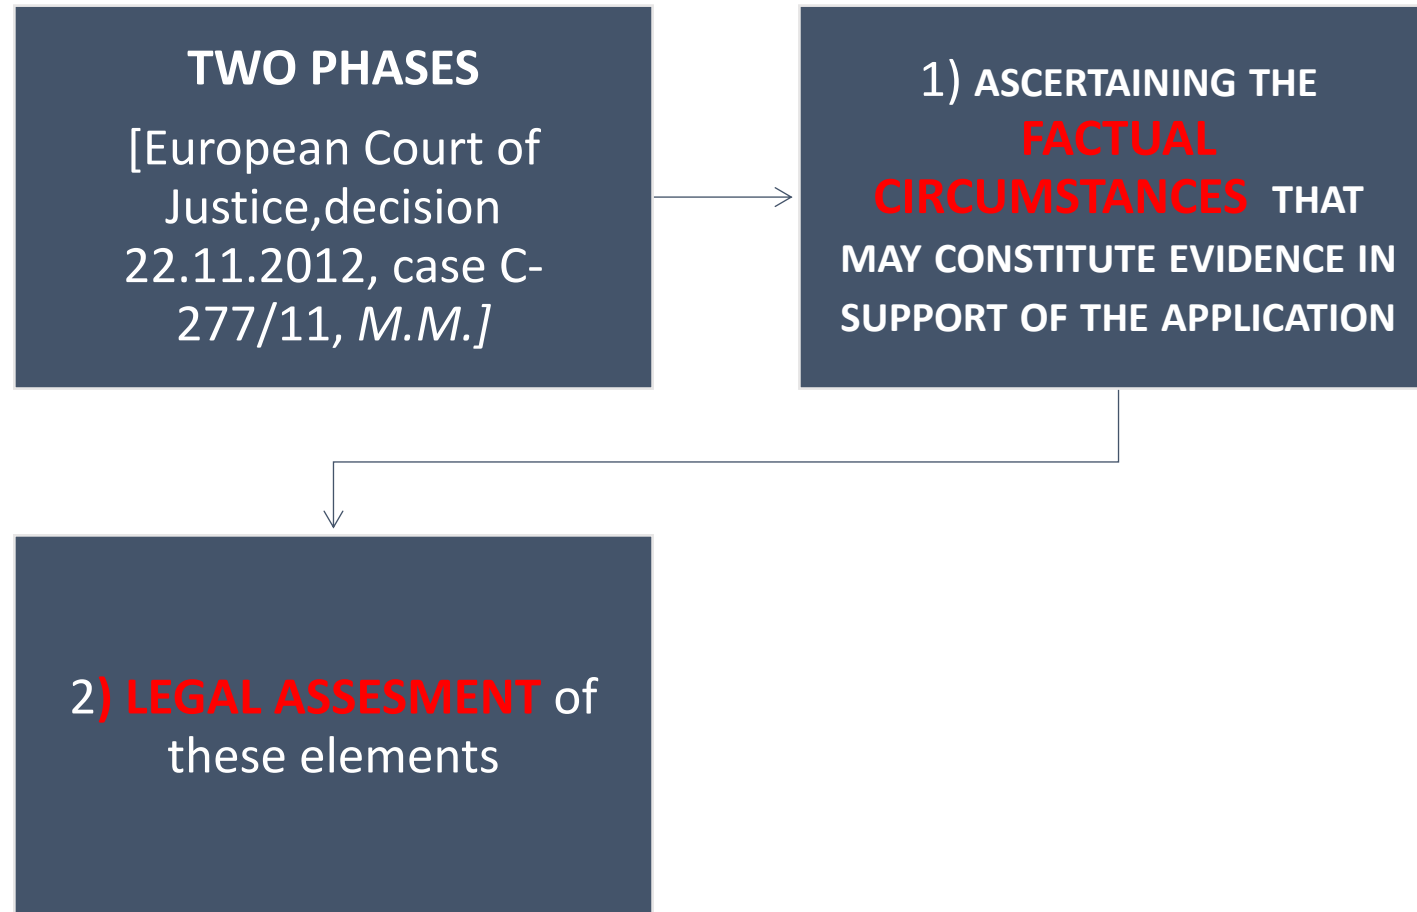 TWO PHASES
[European Court of
Justice,decision
22.11.2012, case C-
277/11, M.M.]
1) ASCERTAINING THE
FACTUAL
CIRCUMSTANCES THAT
MAY CONSTITUTE EVIDENCE IN
SUPPORT OF THE APPLICATION
2) LEGAL ASSESMENT of
these elements